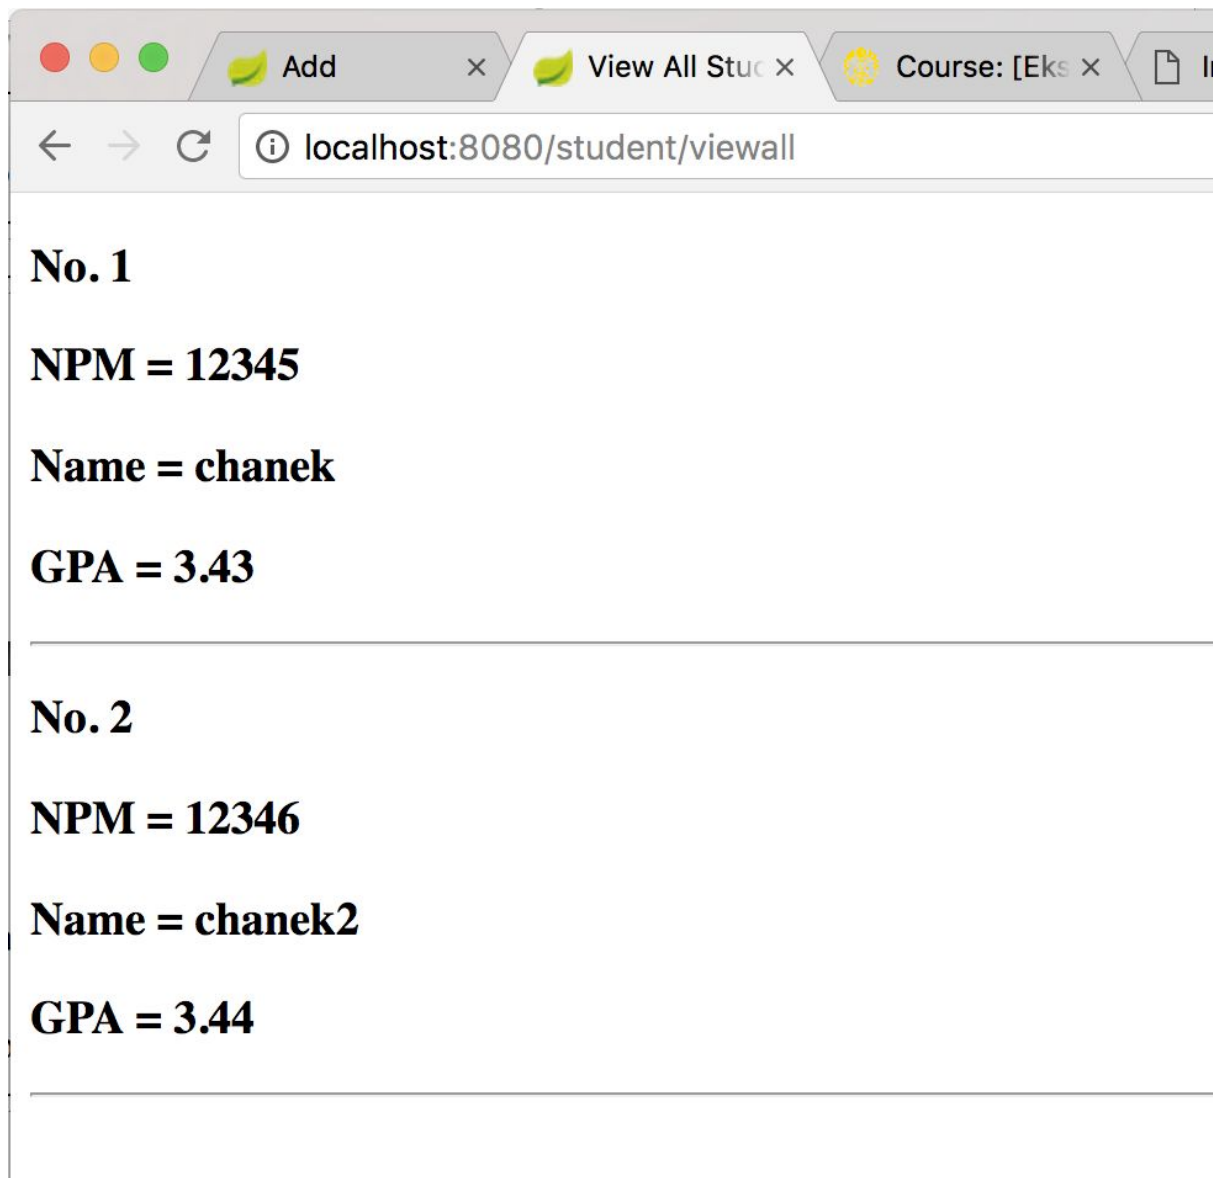 Add
View All Stuc
Course: [Eks
localhost:8080/student/viewall
No. 1
NPM = 12345
Name = chanek
GPA = 3.43
No. 2
NPM = 12346
Name = chanek2
GPA = 3.44